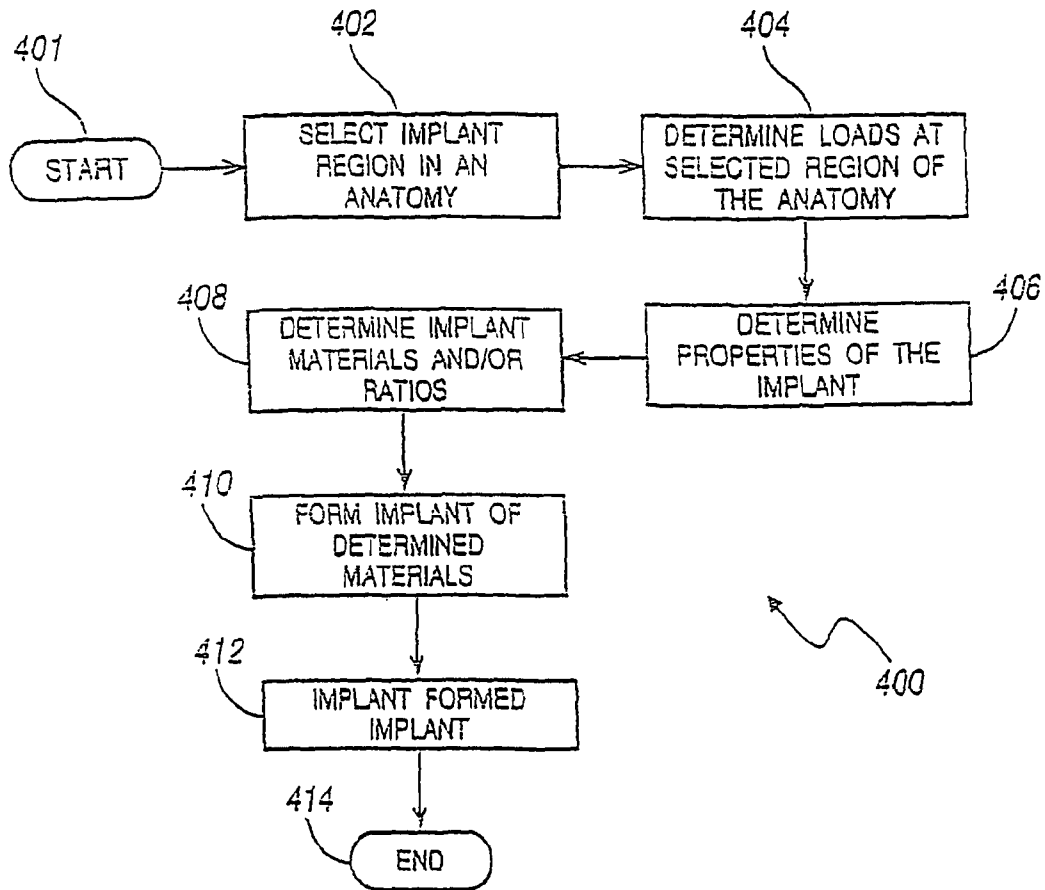 401
402
404
START
SELECT IMPLANT
REGION IN AN
ANATOMY
DETERMINE LOADS AT
SELECTED REGION OF
THE ANATOMY
408
DETERMINE IMPLANT
MATERIALS AND/OR
RATIOS
DETERMINE
PROPERTIES OF THE
IMPLANT
406
410
FORM IMPLANT OF
DETERMINED
MATERIALS
412
IMPLANT FORMED
IMPLANT
400
414
END